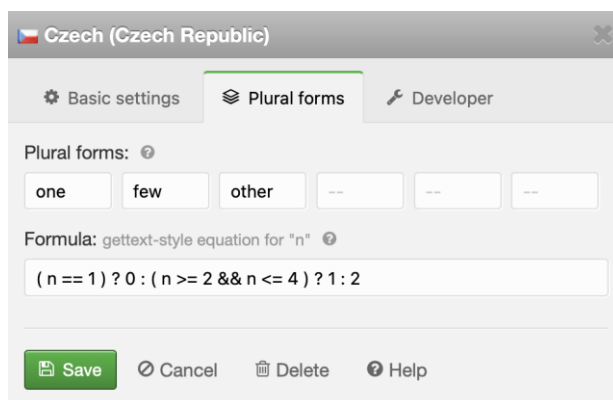 Czech (Czech Republic)
Basic settings Plural forms Developer
Plural forms:
one few other -- -- --
Formula: gettext-style equation for "n"
( n == 1 ) ? 0 : ( n >= 2 && n <= 4 ) ? 1 : 2
Save Cancel Delete Help